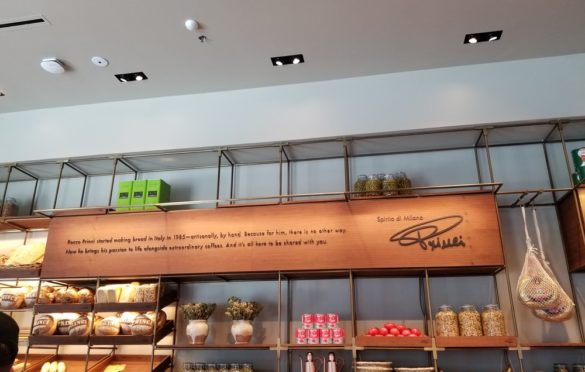 Rocco Princi started making bread in Italy in 1985—artisanally, by hand. Because for him, there is no other way.
Now he brings his passion to life alongside extraordinary coffees. And it's all here to be shared with you.
Spirito di Milano
Princi